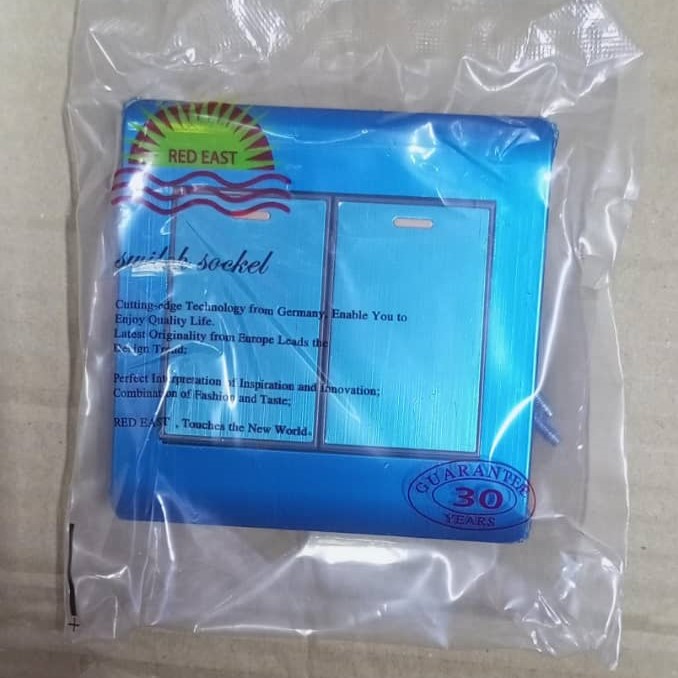 RED EAST
switch sockel
Cutting-edge Technology from Germany, Enable You to
Enjoy Quality Life.
Latest Originality from Europe Leads the
Design Trend;
Perfect Interpretation of Inspiration and Innovation;
Combination of Fashion and Taste;
RED EAST , Touches the New World.
GUARANTEE
30
YEARS